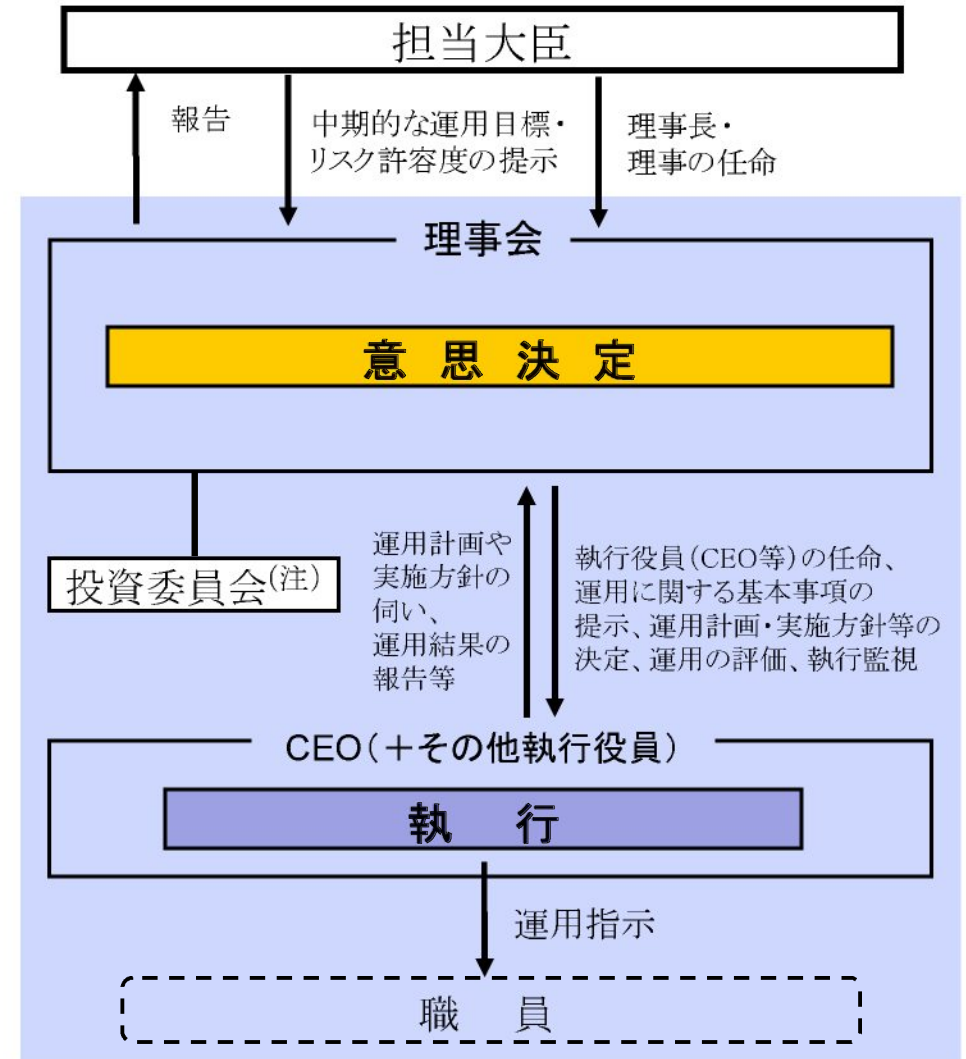 担当大臣
報告
中期的な運用目標・
リスク許容度の提示
理事長・
理事の任命
理事会
意思決定
投資委員会(注)
運用計画や
実施方針の
伺い、
運用結果の
報告等
執行役員(CEO等)の任命、
運用に関する基本事項の
提示、運用計画・実施方針等の
決定、運用の評価、執行監視
CEO(+その他執行役員)
執行
運用指示
職員